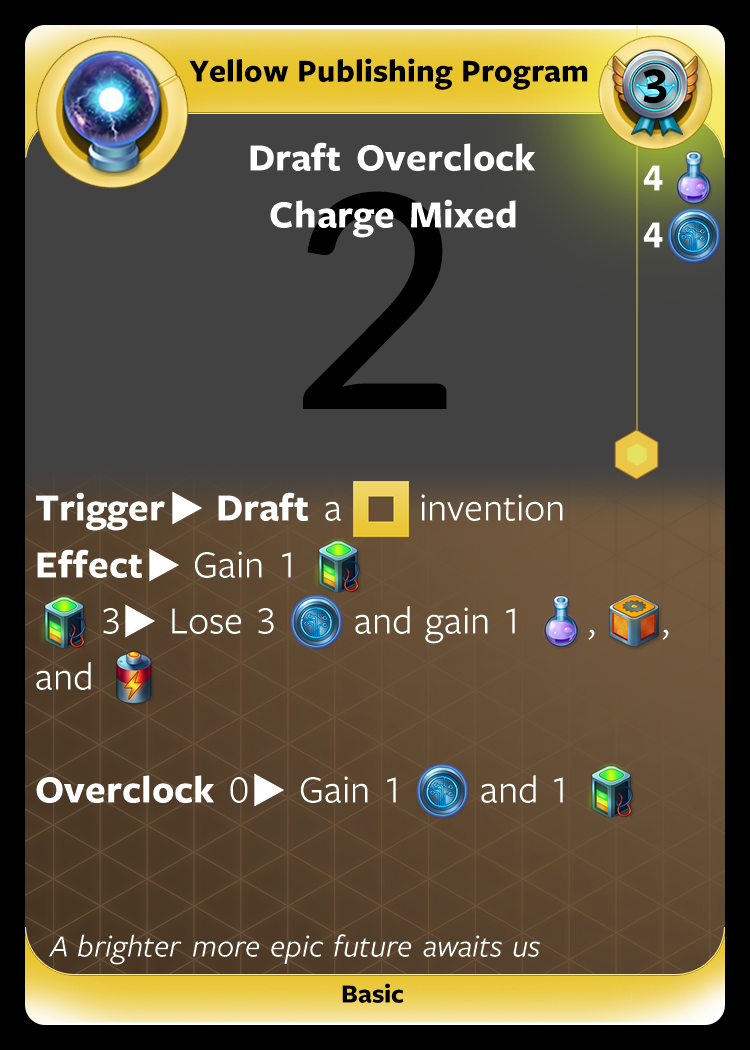 Yellow Publishing Program
3
Draft Overclock
Charge Mixed
4
4
2
Trigger▶ Draft a invention
Effect▶ Gain 1
3▶ Lose 3 and gain 1 , ,
and
Overclock 0▶ Gain 1 and 1
A brighter more epic future awaits us
Basic